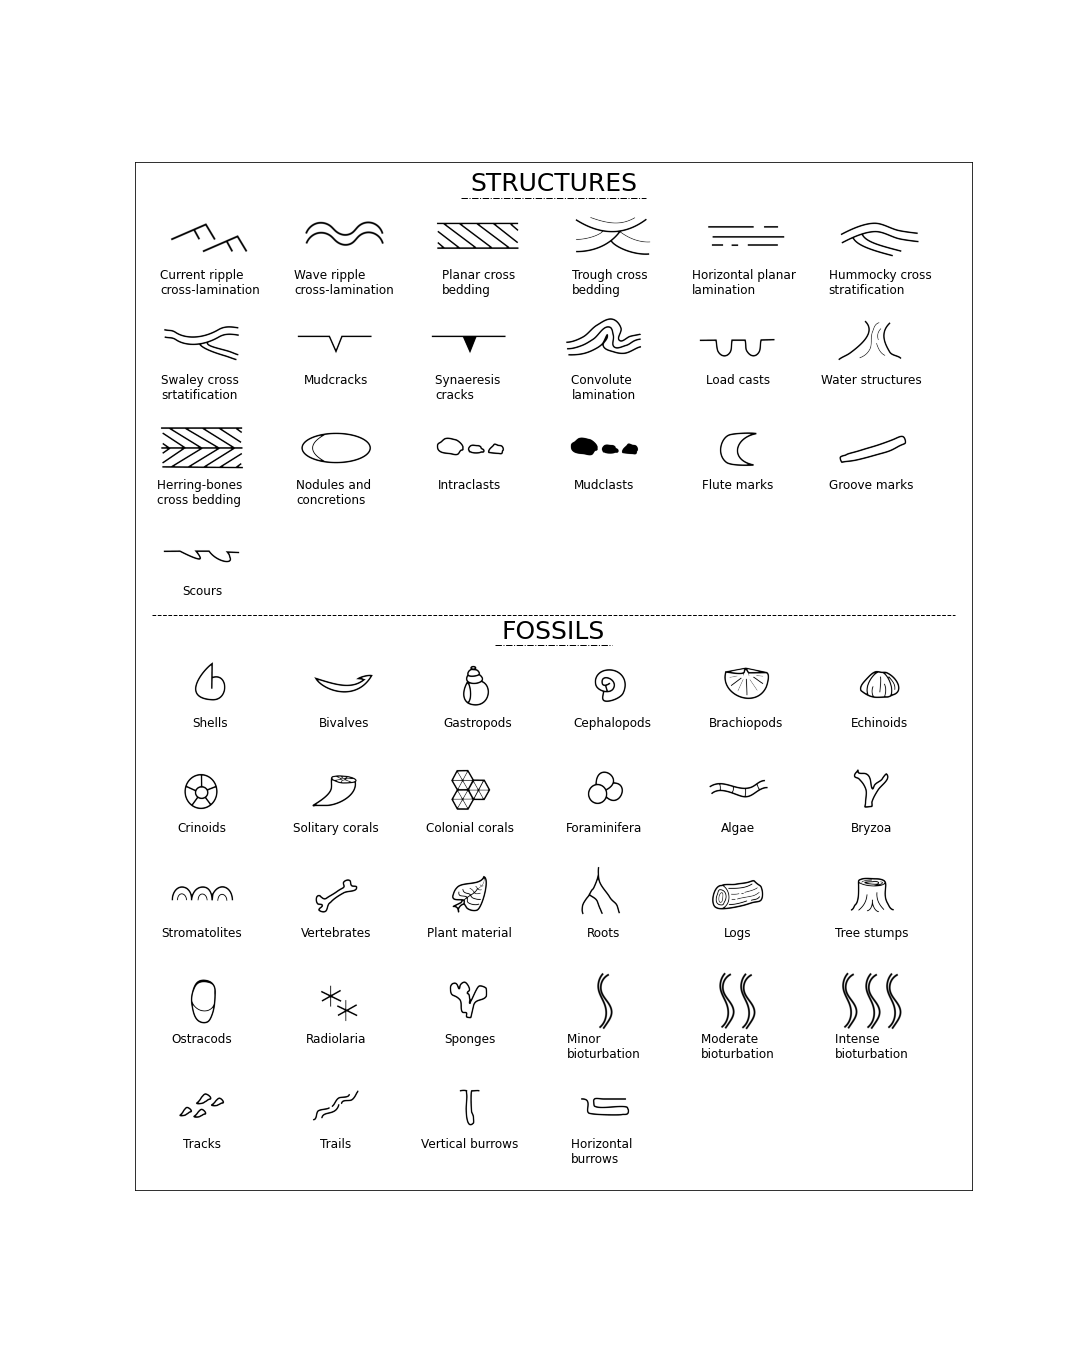 STRUCTURES
Current ripple
cross-lamination
Wave ripple
cross-lamination
Planar cross
bedding
Trough cross
bedding
Horizontal planar
lamination
Hummocky cross
stratification
Swaley cross
srtatification
Mudcracks
Synaeresis
cracks
Convolute
lamination
Load casts
Water structures
Herring-bones
cross bedding
Nodules and
concretions
Intraclasts
Mudclasts
Flute marks
Groove marks
Scours
FOSSILS
Shells
Bivalves
Gastropods
Cephalopods
Brachiopods
Echinoids
Crinoids
Solitary corals
Colonial corals
Foraminifera
Algae
Bryzoa
Stromatolites
Vertebrates
Plant material
Roots
Logs
Tree stumps
Ostracods
Radiolaria
Sponges
Minor
bioturbation
Moderate
bioturbation
Intense
bioturbation
Tracks
Trails
Vertical burrows
Horizontal
burrows